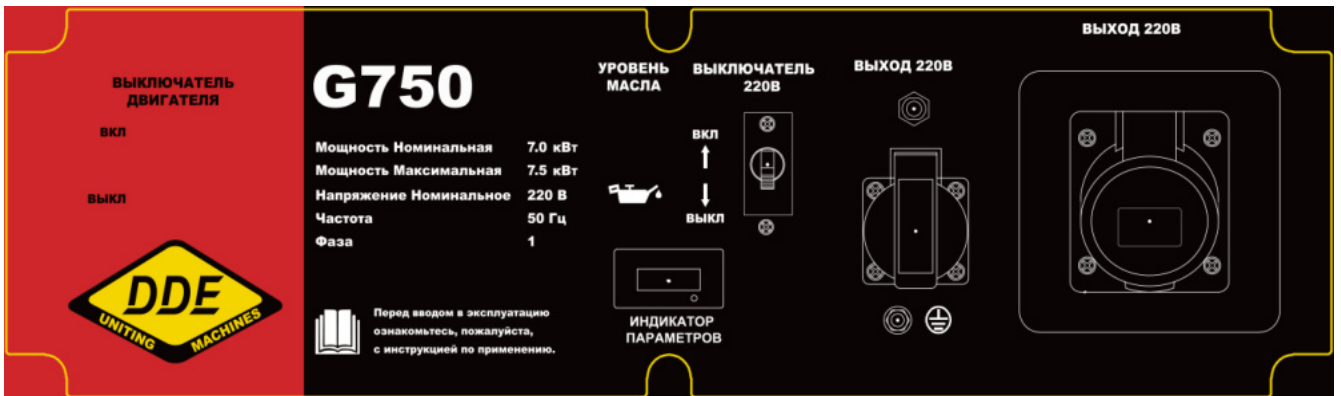 ВЫКЛЮЧАТЕЛЬ
ДВИГАТЕЛЯ
ВКЛ
ВЫКЛ
DDE
UNITING MACHINES
G750
Мощность Номинальная 7.0 кВт
Мощность Максимальная 7.5 кВт
Напряжение Номинальное 220 В
Частота 50 Гц
Фаза 1
Перед вводом в эксплуатацию
ознакомьтесь, пожалуйста,
с инструкцией по применению.
УРОВЕНЬ
МАСЛА
ВЫКЛЮЧАТЕЛЬ
220В
ВКЛ
ВЫКЛ
ИНДИКАТОР
ПАРАМЕТРОВ
ВЫХОД 220В
ВЫХОД 220В